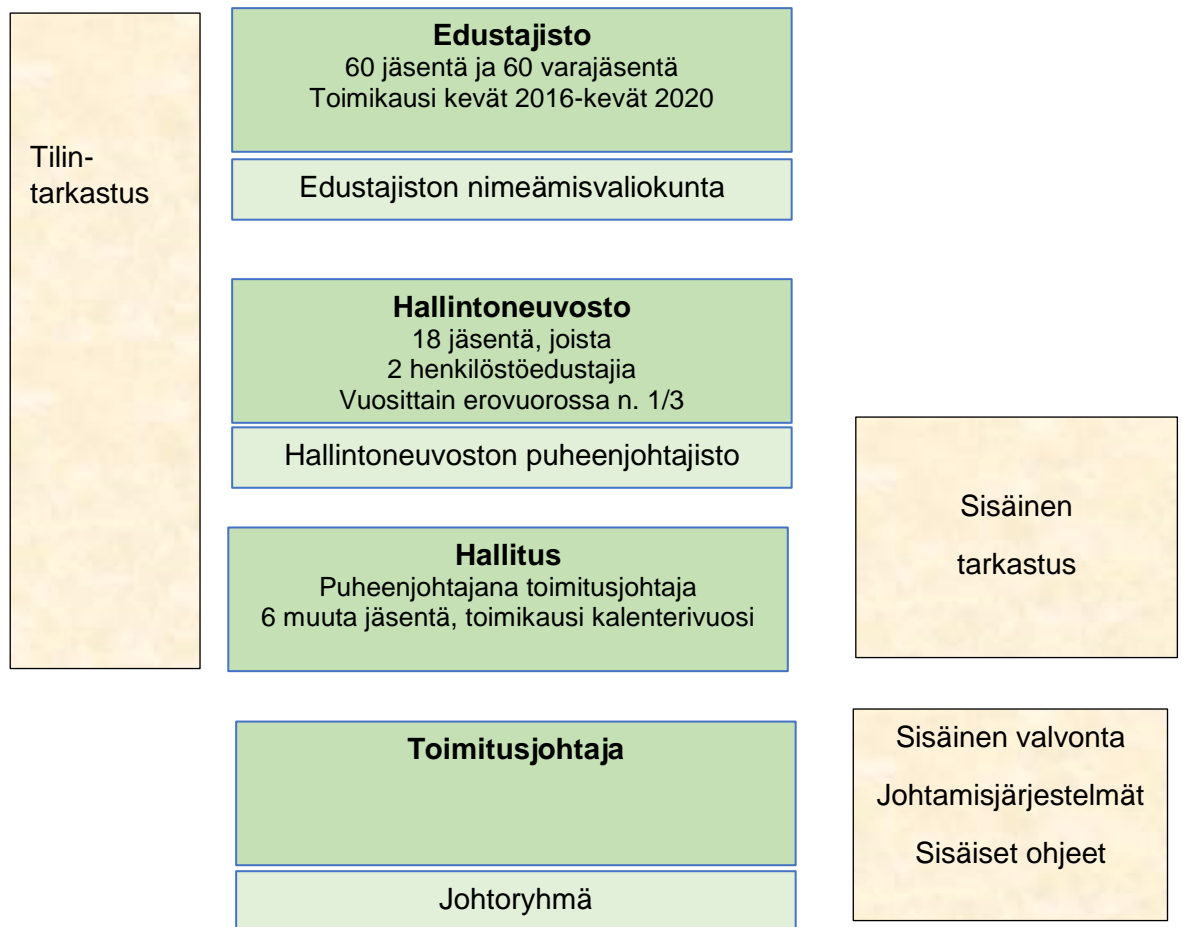 Tilin-
tarkastus
Edustajisto
60 jäsentä ja 60 varajäsentä
Toimikausi kevät 2016-kevät 2020
Edustajiston nimeämisvaliokunta
Hallintoneuvosto
18 jäsentä, joista
2 henkilöstöedustajia
Vuosittain erovuorossa n. 1/3
Hallintoneuvoston puheenjohtajisto
Hallitus
Puheenjohtajana toimitusjohtaja
6 muuta jäsentä, toimikausi kalenterivuosi
Sisäinen
tarkastus
Toimitusjohtaja
Johtoryhmä
Sisäinen valvonta
Johtamisjärjestelmät
Sisäiset ohjeet